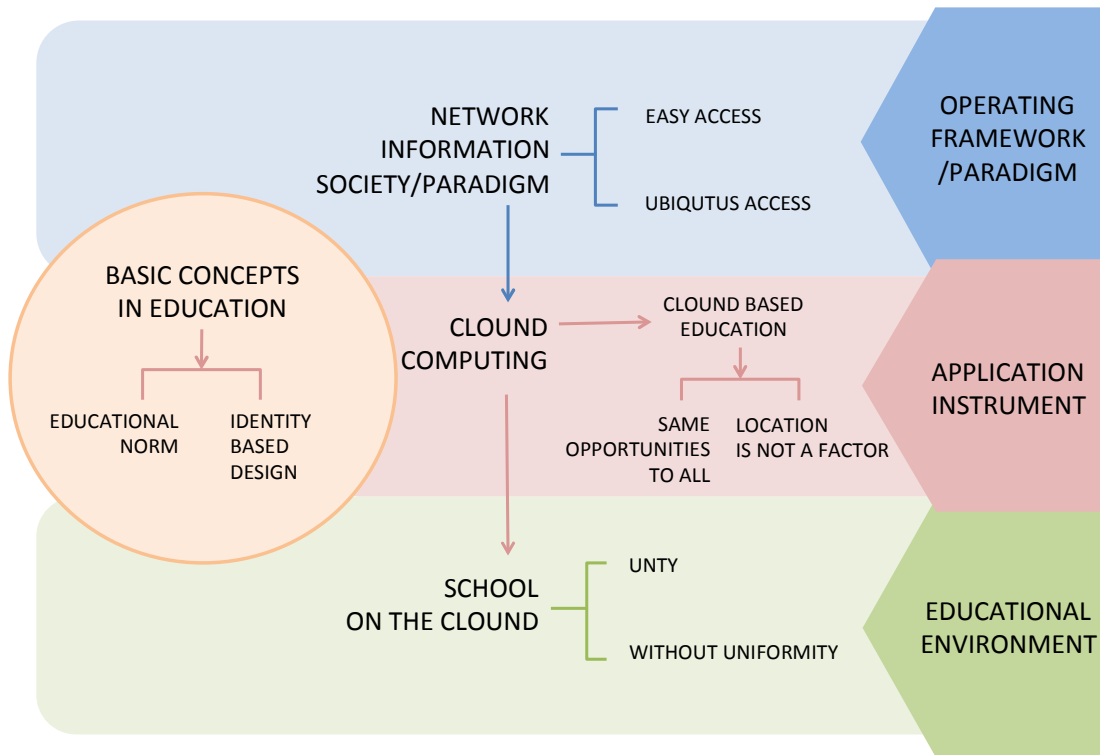 NETWORK
INFORMATION
SOCIETY/PARADIGM
EASY ACCESS
UBIQUTUS ACCESS
OPERATING
FRAMEWORK
/PARADIGM
BASIC CONCEPTS
IN EDUCATION
EDUCATIONAL
NORM
IDENTITY
BASED
DESIGN
CLOUND
COMPUTING
CLOUND BASED
EDUCATION
SAME
OPPORTUNITIES
TO ALL
LOCATION
IS NOT A FACTOR
APPLICATION
INSTRUMENT
SCHOOL
ON THE CLOUND
UNTY
WITHOUT UNIFORMITY
EDUCATIONAL
ENVIRONMENT